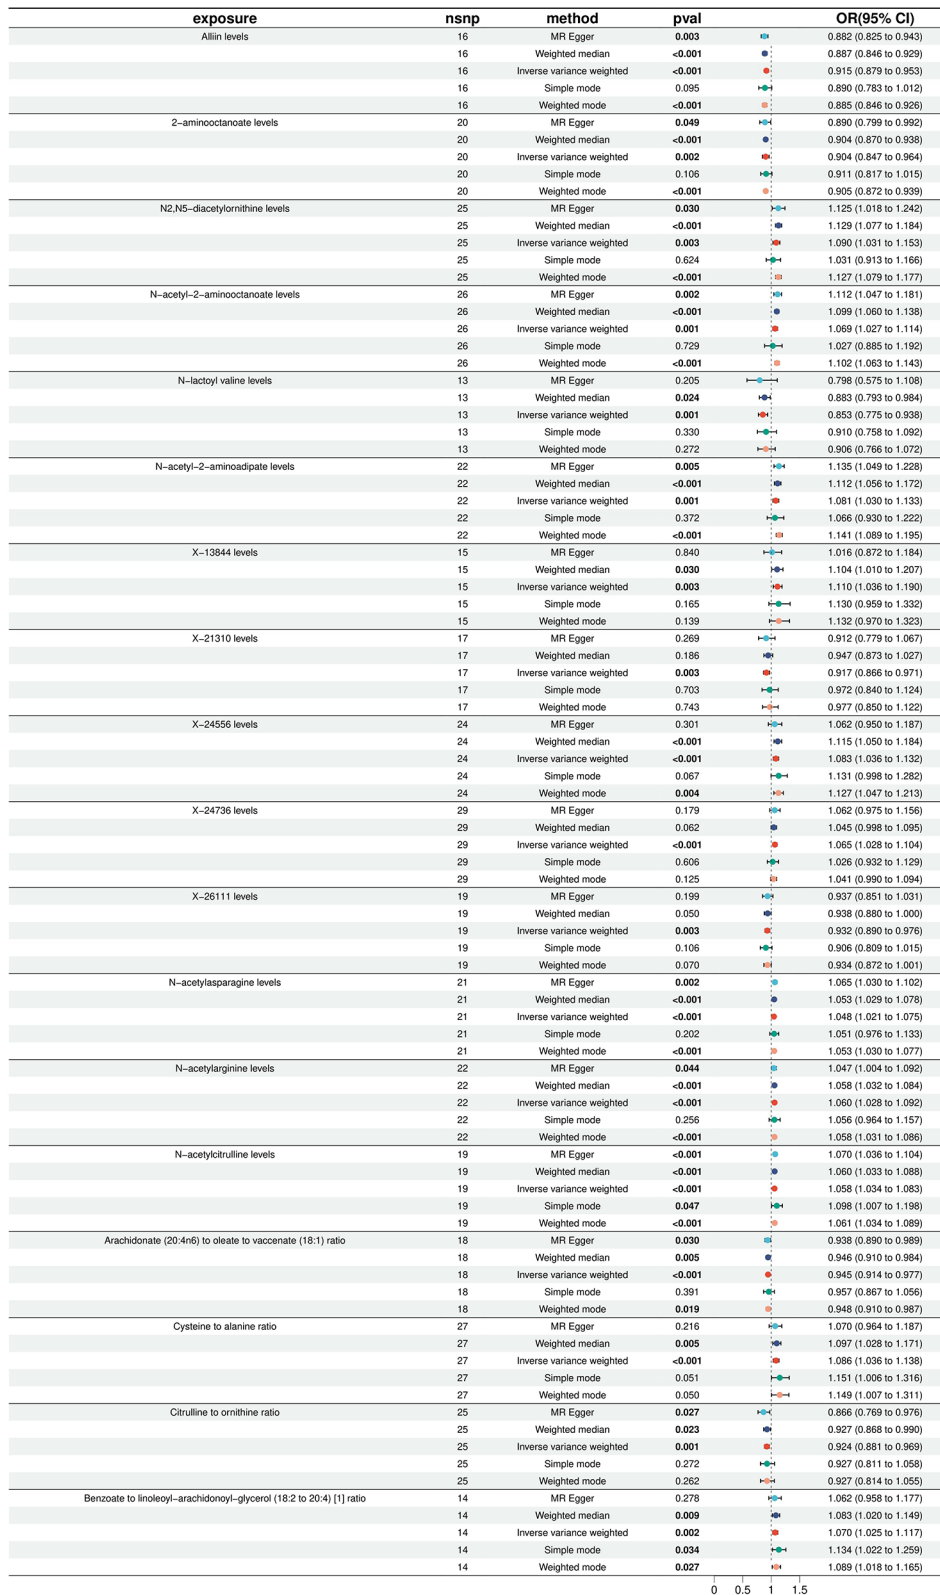 exposure nsnp method pval OR(95% CI)
Alliin levels 16 MR Egger 0.003 0.882 (0.825 to 0.943)
16 Weighted median <0.001 0.887 (0.846 to 0.929)
16 Inverse variance weighted <0.001 0.915 (0.879 to 0.953)
16 Simple mode 0.095 0.890 (0.783 to 1.012)
16 Weighted mode <0.001 0.885 (0.846 to 0.926)
2−aminooctanoate levels 20 MR Egger 0.049 0.890 (0.799 to 0.992)
20 Weighted median <0.001 0.904 (0.870 to 0.938)
20 Inverse variance weighted 0.002 0.904 (0.847 to 0.964)
20 Simple mode 0.106 0.911 (0.817 to 1.015)
20 Weighted mode <0.001 0.905 (0.872 to 0.939)
N2,N5−diacetylornithine levels 25 MR Egger 0.030 1.125 (1.018 to 1.242)
25 Weighted median <0.001 1.129 (1.077 to 1.184)
25 Inverse variance weighted 0.003 1.090 (1.031 to 1.153)
25 Simple mode 0.624 1.031 (0.913 to 1.166)
25 Weighted mode <0.001 1.127 (1.079 to 1.177)
N−acetyl−2−aminooctanoate levels 26 MR Egger 0.002 1.112 (1.047 to 1.181)
26 Weighted median <0.001 1.099 (1.060 to 1.138)
26 Inverse variance weighted 0.001 1.069 (1.027 to 1.114)
26 Simple mode 0.729 1.027 (0.885 to 1.192)
26 Weighted mode <0.001 1.102 (1.063 to 1.143)
N−lactoyl valine levels 13 MR Egger 0.205 0.798 (0.575 to 1.108)
13 Weighted median 0.024 0.883 (0.793 to 0.984)
13 Inverse variance weighted 0.001 0.853 (0.775 to 0.938)
13 Simple mode 0.330 0.910 (0.758 to 1.092)
13 Weighted mode 0.272 0.906 (0.766 to 1.072)
N−acetyl−2−aminoadipate levels 22 MR Egger 0.005 1.135 (1.049 to 1.228)
22 Weighted median <0.001 1.112 (1.056 to 1.172)
22 Inverse variance weighted 0.001 1.081 (1.030 to 1.133)
22 Simple mode 0.372 1.066 (0.930 to 1.222)
22 Weighted mode <0.001 1.141 (1.089 to 1.195)
X−13844 levels 15 MR Egger 0.840 1.016 (0.872 to 1.184)
15 Weighted median 0.030 1.104 (1.010 to 1.207)
15 Inverse variance weighted 0.003 1.110 (1.036 to 1.190)
15 Simple mode 0.165 1.130 (0.959 to 1.332)
15 Weighted mode 0.139 1.132 (0.970 to 1.323)
X−21310 levels 17 MR Egger 0.269 0.912 (0.779 to 1.067)
17 Weighted median 0.186 0.947 (0.873 to 1.027)
17 Inverse variance weighted 0.003 0.917 (0.866 to 0.971)
17 Simple mode 0.703 0.972 (0.840 to 1.124)
17 Weighted mode 0.743 0.977 (0.850 to 1.122)
X−24556 levels 24 MR Egger 0.301 1.062 (0.950 to 1.187)
24 Weighted median <0.001 1.115 (1.050 to 1.184)
24 Inverse variance weighted <0.001 1.083 (1.036 to 1.132)
24 Simple mode 0.067 1.131 (0.998 to 1.282)
24 Weighted mode 0.004 1.127 (1.047 to 1.213)
X−24736 levels 29 MR Egger 0.179 1.062 (0.975 to 1.156)
29 Weighted median 0.062 1.045 (0.998 to 1.095)
29 Inverse variance weighted <0.001 1.065 (1.028 to 1.104)
29 Simple mode 0.606 1.026 (0.932 to 1.129)
29 Weighted mode 0.125 1.041 (0.990 to 1.094)
X−26111 levels 19 MR Egger 0.199 0.937 (0.851 to 1.031)
19 Weighted median 0.050 0.938 (0.880 to 1.000)
19 Inverse variance weighted 0.003 0.932 (0.890 to 0.976)
19 Simple mode 0.106 0.906 (0.809 to 1.015)
19 Weighted mode 0.070 0.934 (0.872 to 1.001)
N−acetylasparagine levels 21 MR Egger 0.002 1.065 (1.030 to 1.102)
21 Weighted median <0.001 1.053 (1.029 to 1.078)
21 Inverse variance weighted <0.001 1.048 (1.021 to 1.075)
21 Simple mode 0.202 1.051 (0.976 to 1.133)
21 Weighted mode <0.001 1.053 (1.030 to 1.077)
N−acetylarginine levels 22 MR Egger 0.044 1.047 (1.004 to 1.092)
22 Weighted median <0.001 1.058 (1.032 to 1.084)
22 Inverse variance weighted <0.001 1.060 (1.028 to 1.092)
22 Simple mode 0.256 1.056 (0.964 to 1.157)
22 Weighted mode <0.001 1.058 (1.031 to 1.086)
N−acetylcitrulline levels 19 MR Egger <0.001 1.070 (1.036 to 1.104)
19 Weighted median <0.001 1.060 (1.033 to 1.088)
19 Inverse variance weighted <0.001 1.058 (1.034 to 1.083)
19 Simple mode 0.047 1.098 (1.007 to 1.198)
19 Weighted mode <0.001 1.061 (1.034 to 1.089)
Arachidonate (20:4n6) to oleate to vaccenate (18:1) ratio 18 MR Egger 0.030 0.938 (0.890 to 0.989)
18 Weighted median 0.005 0.946 (0.910 to 0.984)
18 Inverse variance weighted <0.001 0.945 (0.914 to 0.977)
18 Simple mode 0.391 0.957 (0.867 to 1.056)
18 Weighted mode 0.019 0.948 (0.910 to 0.987)
Cysteine to alanine ratio 27 MR Egger 0.216 1.070 (0.964 to 1.187)
27 Weighted median 0.005 1.097 (1.028 to 1.171)
27 Inverse variance weighted <0.001 1.086 (1.036 to 1.138)
27 Simple mode 0.051 1.151 (1.006 to 1.316)
27 Weighted mode 0.050 1.149 (1.007 to 1.311)
Citrulline to ornithine ratio 25 MR Egger 0.027 0.866 (0.769 to 0.976)
25 Weighted median 0.023 0.927 (0.868 to 0.990)
25 Inverse variance weighted 0.001 0.924 (0.881 to 0.969)
25 Simple mode 0.272 0.927 (0.811 to 1.058)
25 Weighted mode 0.262 0.927 (0.814 to 1.055)
Benzoate to linoleoyl−arachidonoyl−glycerol (18:2 to 20:4) [1] ratio 14 MR Egger 0.278 1.062 (0.958 to 1.177)
14 Weighted median 0.009 1.083 (1.020 to 1.149)
14 Inverse variance weighted 0.002 1.070 (1.025 to 1.117)
14 Simple mode 0.034 1.134 (1.022 to 1.259)
14 Weighted mode 0.027 1.089 (1.018 to 1.165)
0 0.5 1 1.5